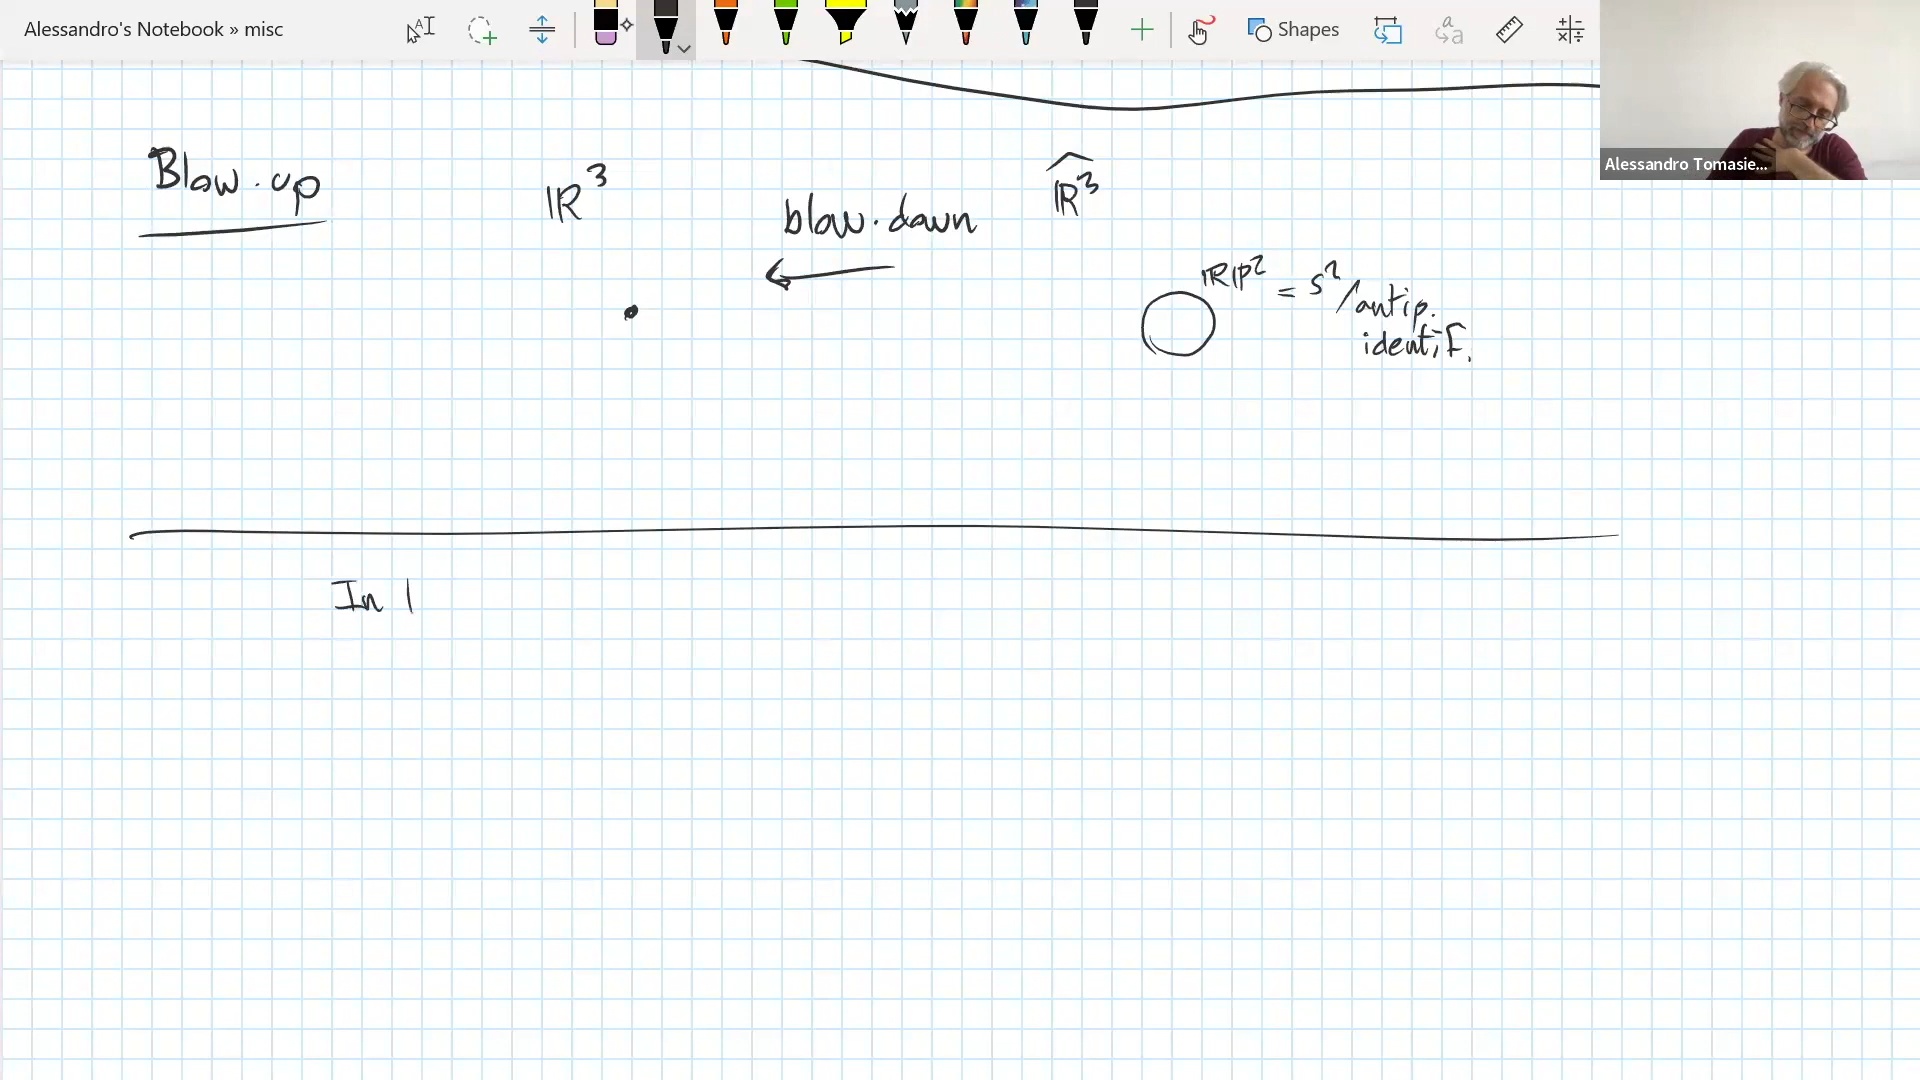 Alessandro's Notebook » misc
Shapes
Alessandro Tomasie...
Blow-up
ℝ³
blow-down
ℝ̂³
ℝℙ² = S²/antip.
identif.
In |